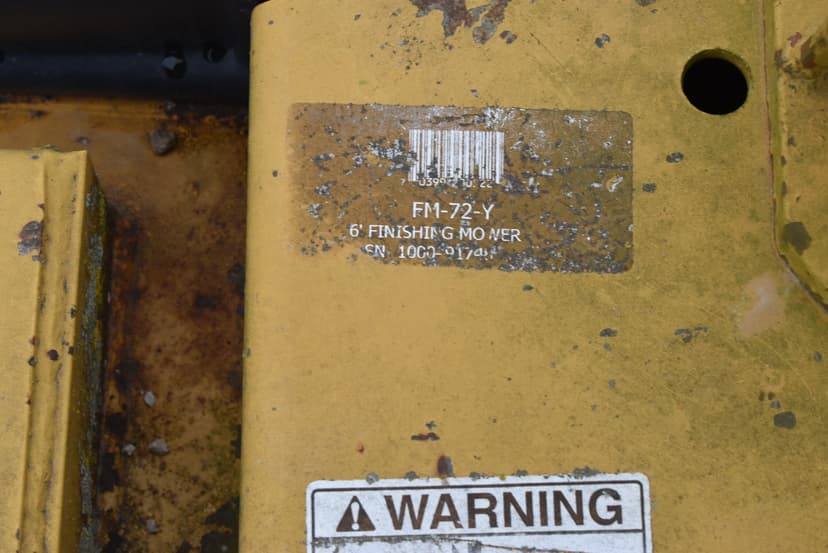 FM-72-Y
6' FINISHING MOWER
SN
WARNING